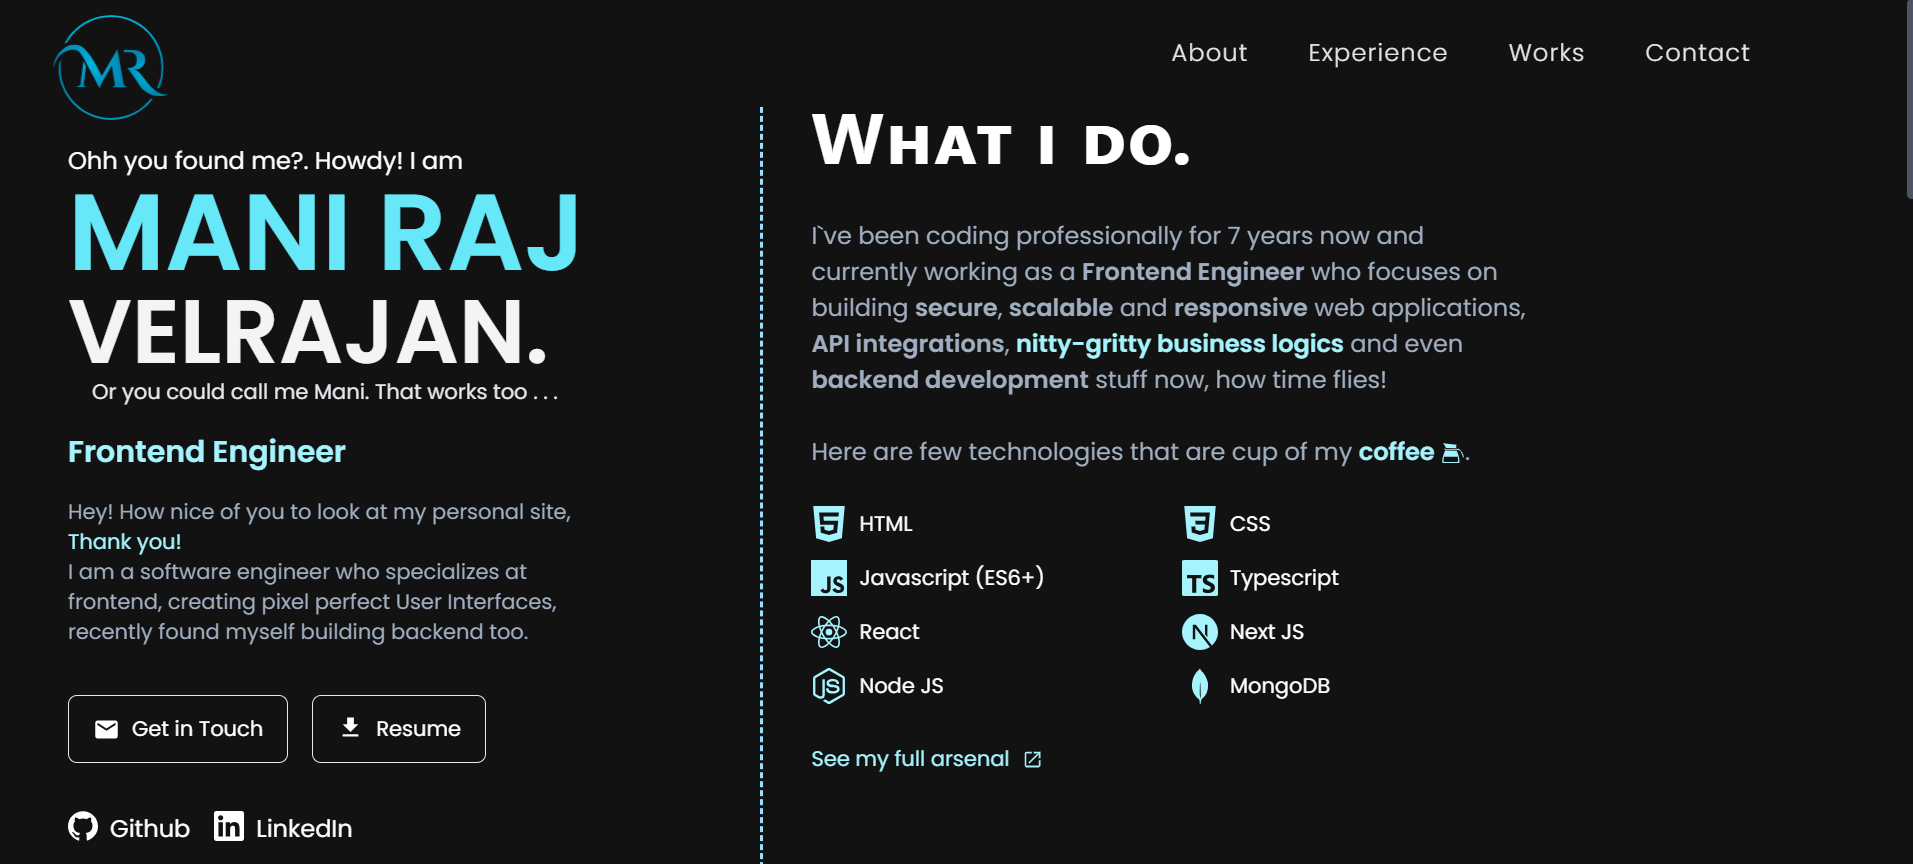 MR
About Experience Works Contact
Ohh you found me?. Howdy! I am
MANI RAJ
VELRAJAN.
Or you could call me Mani. That works too . . .
Frontend Engineer
Hey! How nice of you to look at my personal site,
Thank you!
I am a software engineer who specializes at
frontend, creating pixel perfect User Interfaces,
recently found myself building backend too.
Get in Touch Resume
Github LinkedIn
WHAT I DO.
I`ve been coding professionally for 7 years now and
currently working as a Frontend Engineer who focuses on
building secure, scalable and responsive web applications,
API integrations, nitty-gritty business logics and even
backend development stuff now, how time flies!
Here are few technologies that are cup of my coffee .
HTML CSS
JS Javascript (ES6+) TS Typescript
React Next JS
Node JS MongoDB
See my full arsenal